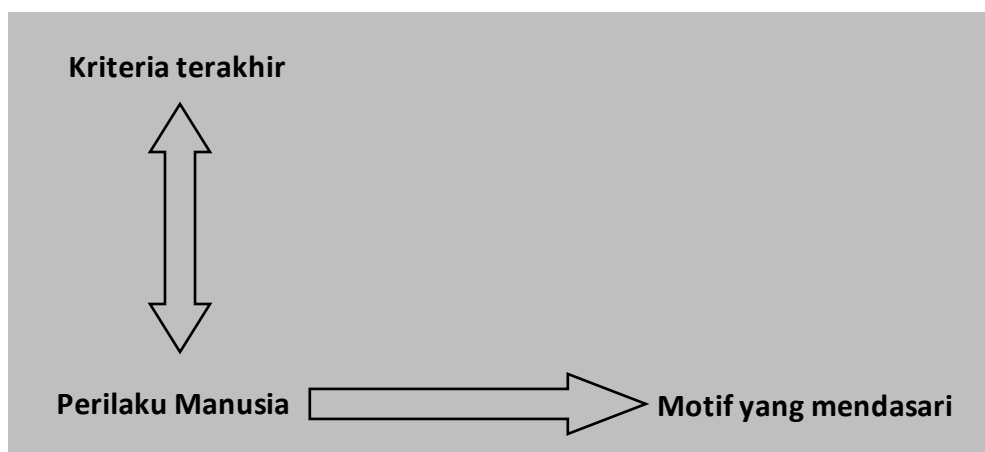 Kriteria terakhir
Perilaku Manusia
Motif yang mendasari